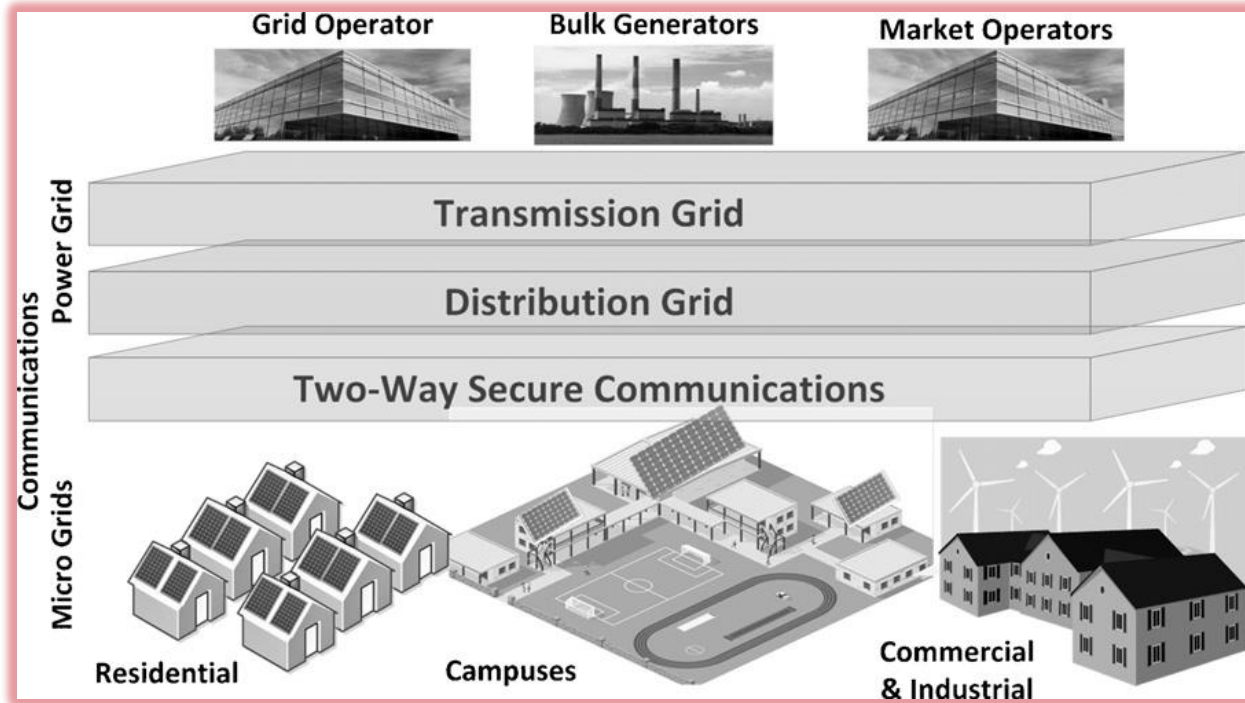 Grid Operator
Bulk Generators
Market Operators
Power Grid
Transmission Grid
Distribution Grid
Communications
Two-Way Secure Communications
Micro Grids
Residential
Campuses
Commercial
& Industrial